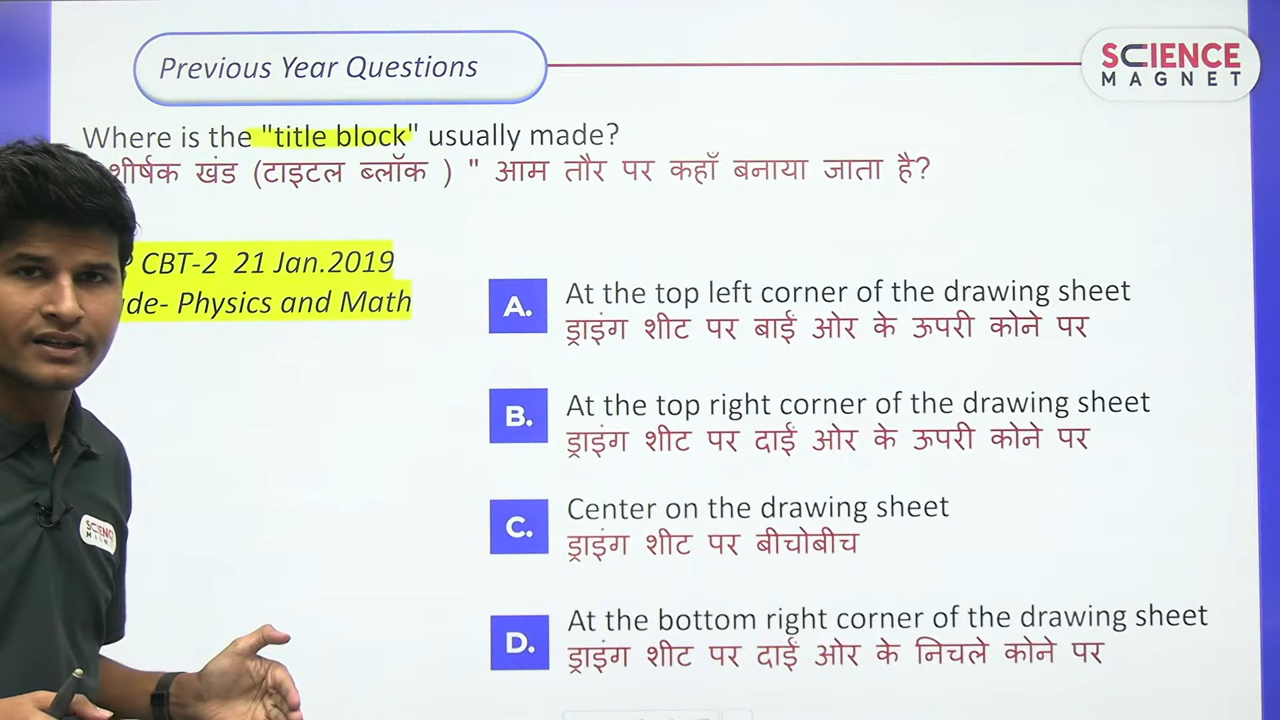 Previous Year Questions
SCIENCE
MAGNET
Where is the "title block" usually made?
शीर्षक खंड (टाइटल ब्लॉक ) " आम तौर पर कहाँ बनाया जाता है?
CBT-2 21 Jan.2019
Physics and Math
A.
At the top left corner of the drawing sheet
ड्राइंग शीट पर बाईं ओर के ऊपरी कोने पर
B.
At the top right corner of the drawing sheet
ड्राइंग शीट पर दाईं ओर के ऊपरी कोने पर
C.
Center on the drawing sheet
ड्राइंग शीट पर बीचोबीच
D.
At the bottom right corner of the drawing sheet
ड्राइंग शीट पर दाईं ओर के निचले कोने पर